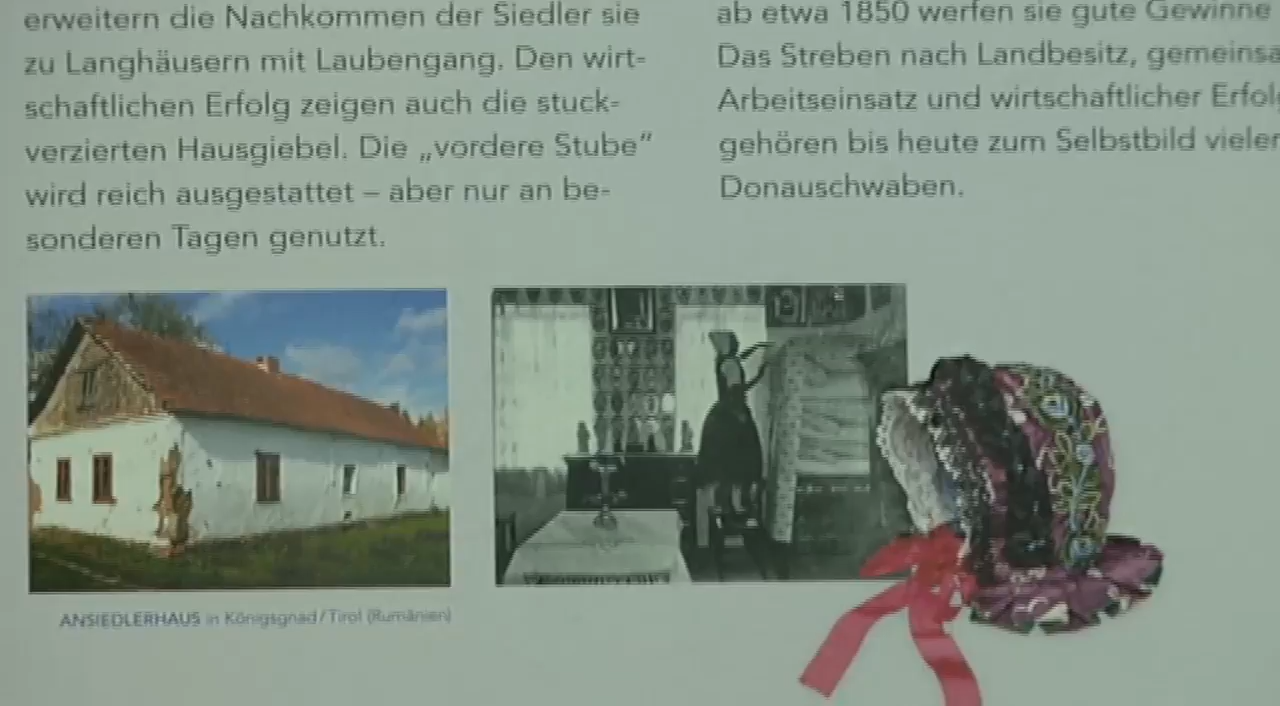 erweitern die Nachkommen der Siedler sie
zu Langhäusern mit Laubengang. Den wirt-
schaftlichen Erfolg zeigen auch die stuck-
verzierten Hausgiebel. Die „vordere Stube“
wird reich ausgestattet – aber nur an be-
sonderen Tagen genutzt.
ab etwa 1850 werfen sie gute Gewinne
Das Streben nach Landbesitz, gemeinsa
Arbeitseinsatz und wirtschaftlicher Erfol
gehören bis heute zum Selbstbild vieler
Donauschwaben.
ANSIEDLERHAUS in Königsgnad/Tirol (Rumänien)